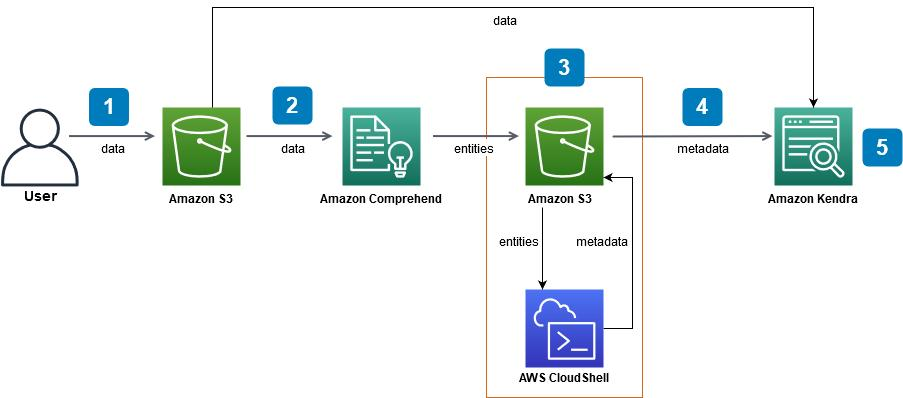 data
3
1
2
4
data
data
entities
metadata
5
User
Amazon S3
Amazon Comprehend
Amazon S3
Amazon Kendra
entities
metadata
>_
AWS CloudShell